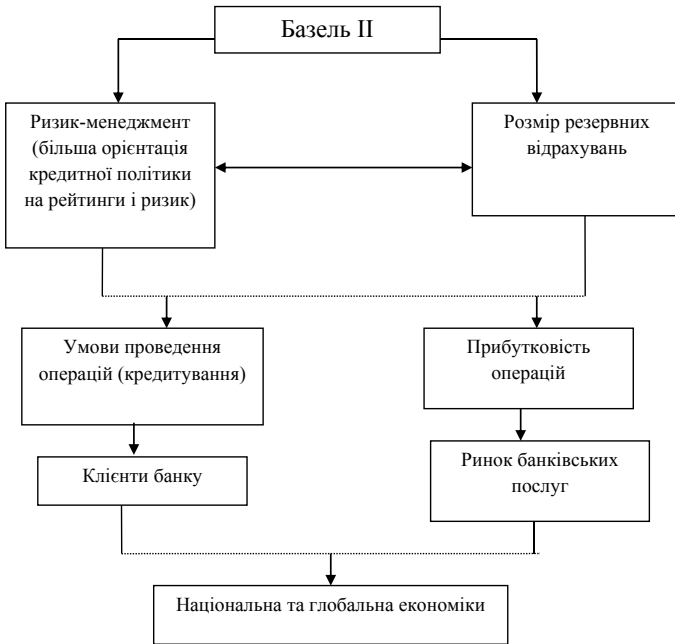 Базель ІІ
Ризик-менеджмент
(більша орієнтація
кредитної політики
на рейтинги і ризик)
Розмір резервних
відрахувань
Умови проведення
операцій (кредитування)
Прибутковість
операцій
Клієнти банку
Ринок банківських
послуг
Національна та глобальна економіки